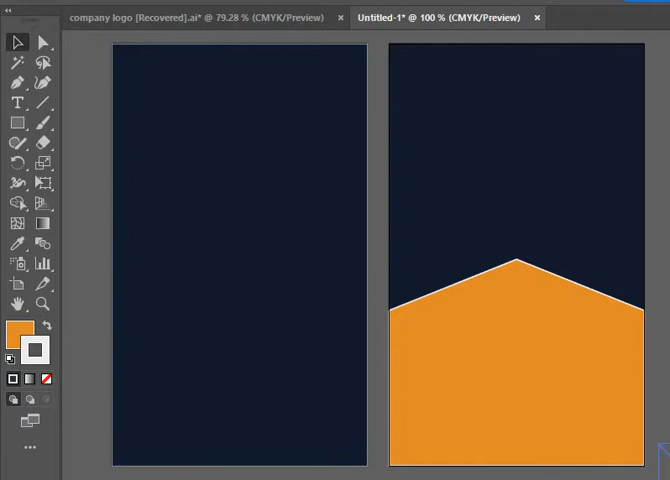 company logo [Recovered].ai* @ 79.28 % (CMYK/Preview) ×
Untitled-1* @ 100 % (CMYK/Preview) ×